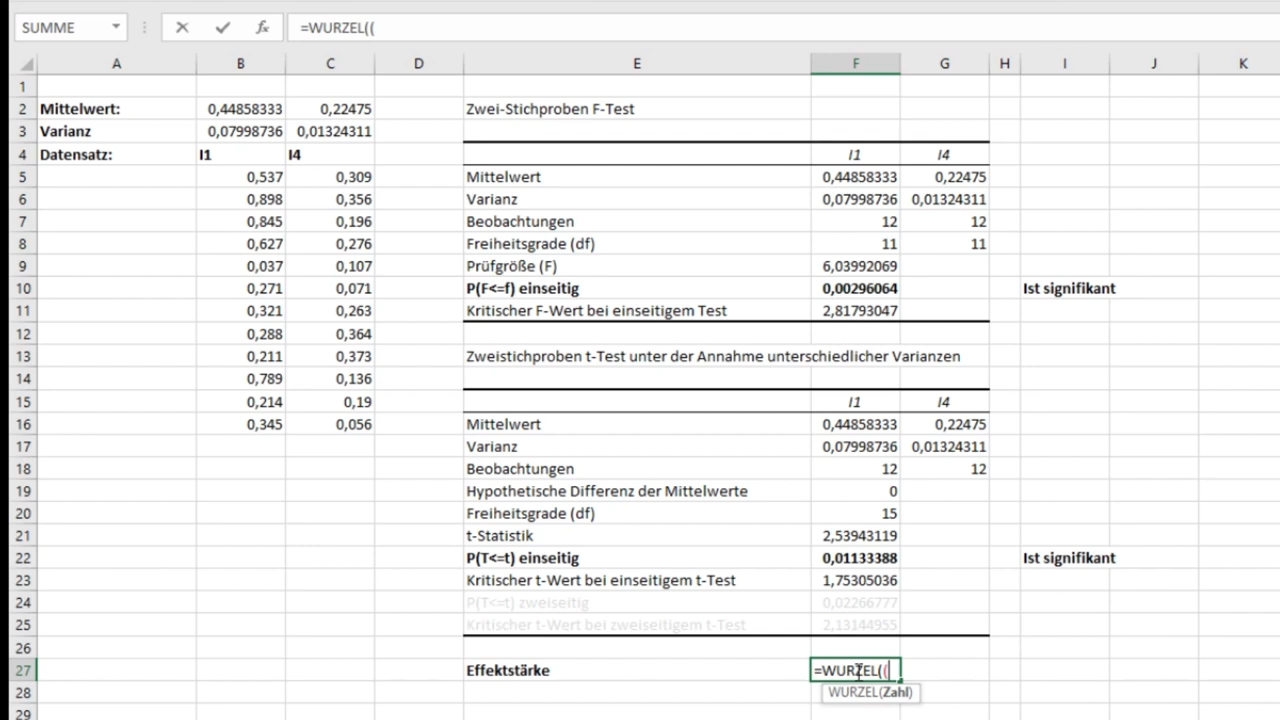 SUMME =WURZEL((
A B C D E F G H I J K
1
2 Mittelwert: 0,44858333 0,22475 Zwei-Stichproben F-Test
3 Varianz 0,07998736 0,01324311
4 Datensatz: I1 I4 I1 I4
5 0,537 0,309 Mittelwert 0,44858333 0,22475
6 0,898 0,356 Varianz 0,07998736 0,01324311
7 0,845 0,196 Beobachtungen 12 12
8 0,627 0,276 Freiheitsgrade (df) 11 11
9 0,037 0,107 Prüfgröße (F) 6,03992069
10 0,271 0,071 P(F<=f) einseitig 0,00296064 Ist signifikant
11 0,321 0,263 Kritischer F-Wert bei einseitigem Test 2,81793047
12 0,288 0,364
13 0,211 0,373 Zweistichproben t-Test unter der Annahme unterschiedlicher Varianzen
14 0,789 0,136
15 0,214 0,19 I1 I4
16 0,345 0,056 Mittelwert 0,44858333 0,22475
17 Varianz 0,07998736 0,01324311
18 Beobachtungen 12 12
19 Hypothetische Differenz der Mittelwerte 0
20 Freiheitsgrade (df) 15
21 t-Statistik 2,53943119
22 P(T<=t) einseitig 0,01133388 Ist signifikant
23 Kritischer t-Wert bei einseitigem t-Test 1,75305036
24 P(T<=t) zweiseitig 0,02266777
25 Kritischer t-Wert bei zweiseitigem t-Test 2,13144955
26
27 Effektstärke =WURZEL((
28 WURZEL(Zahl)
29